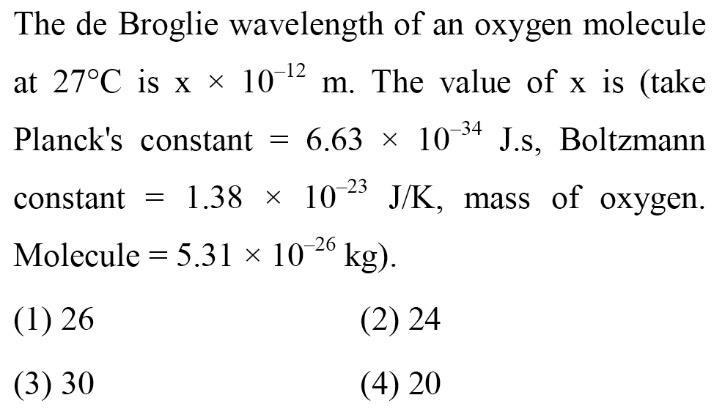 The de Broglie wavelength of an oxygen molecule
at 27°C is x × 10⁻¹² m. The value of x is (take
Planck's constant = 6.63 × 10⁻³⁴ J.s, Boltzmann
constant = 1.38 × 10⁻²³ J/K, mass of oxygen.
Molecule = 5.31 × 10⁻²⁶ kg).
(1) 26 (2) 24
(3) 30 (4) 20